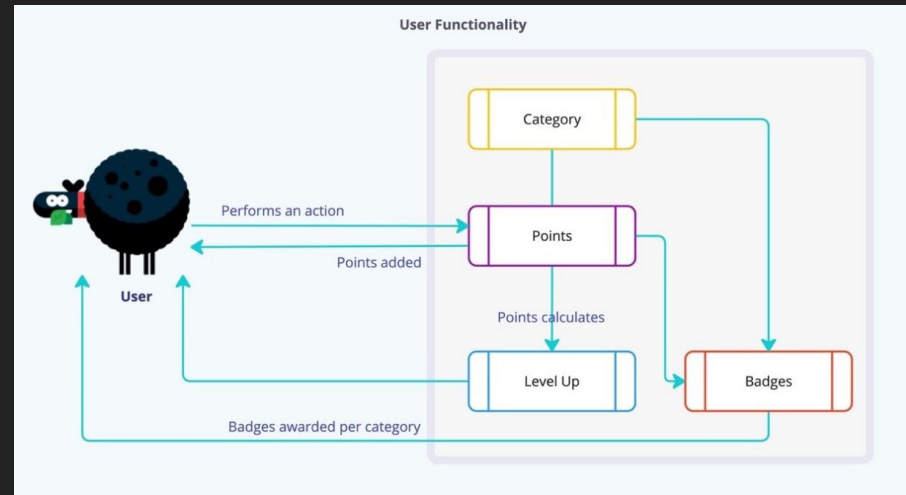 User Functionality
Category
Performs an action
Points
Points added
User
Points calculates
Level Up
Badges
Badges awarded per category